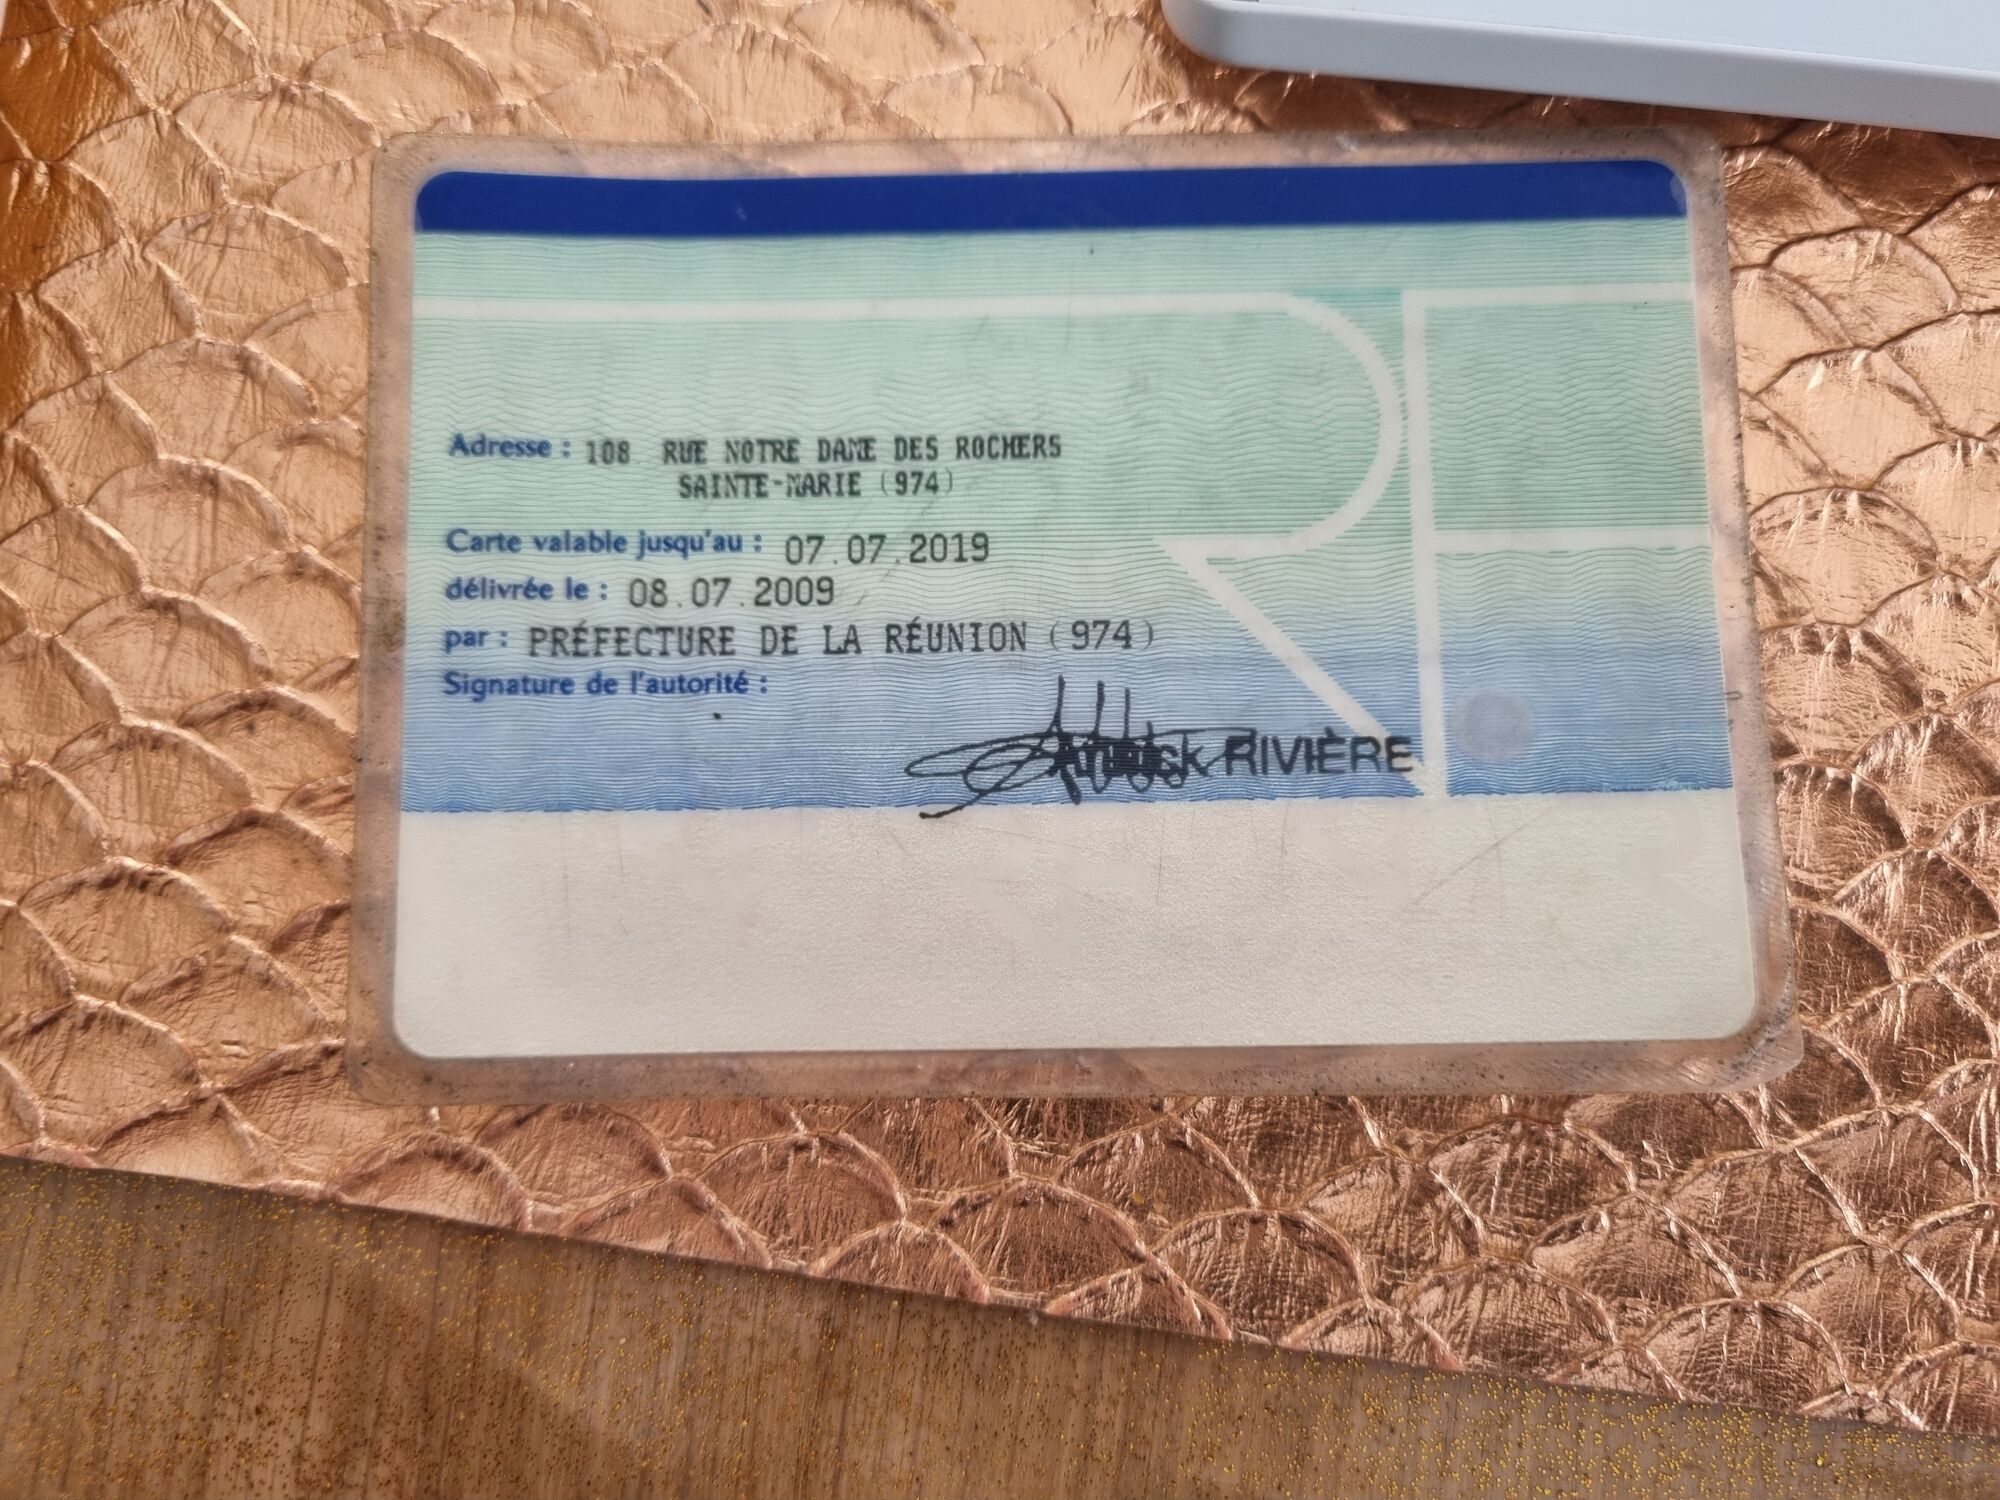 Adresse : 108 RUE NOTRE DAME DES ROCHERS
SAINTE-MARIE (974)
Carte valable jusqu'au : 07.07.2019
délivrée le : 08.07.2009
par : PRÉFECTURE DE LA RÉUNION (974)
Signature de l'autorité :
RIVIÈRE
RF